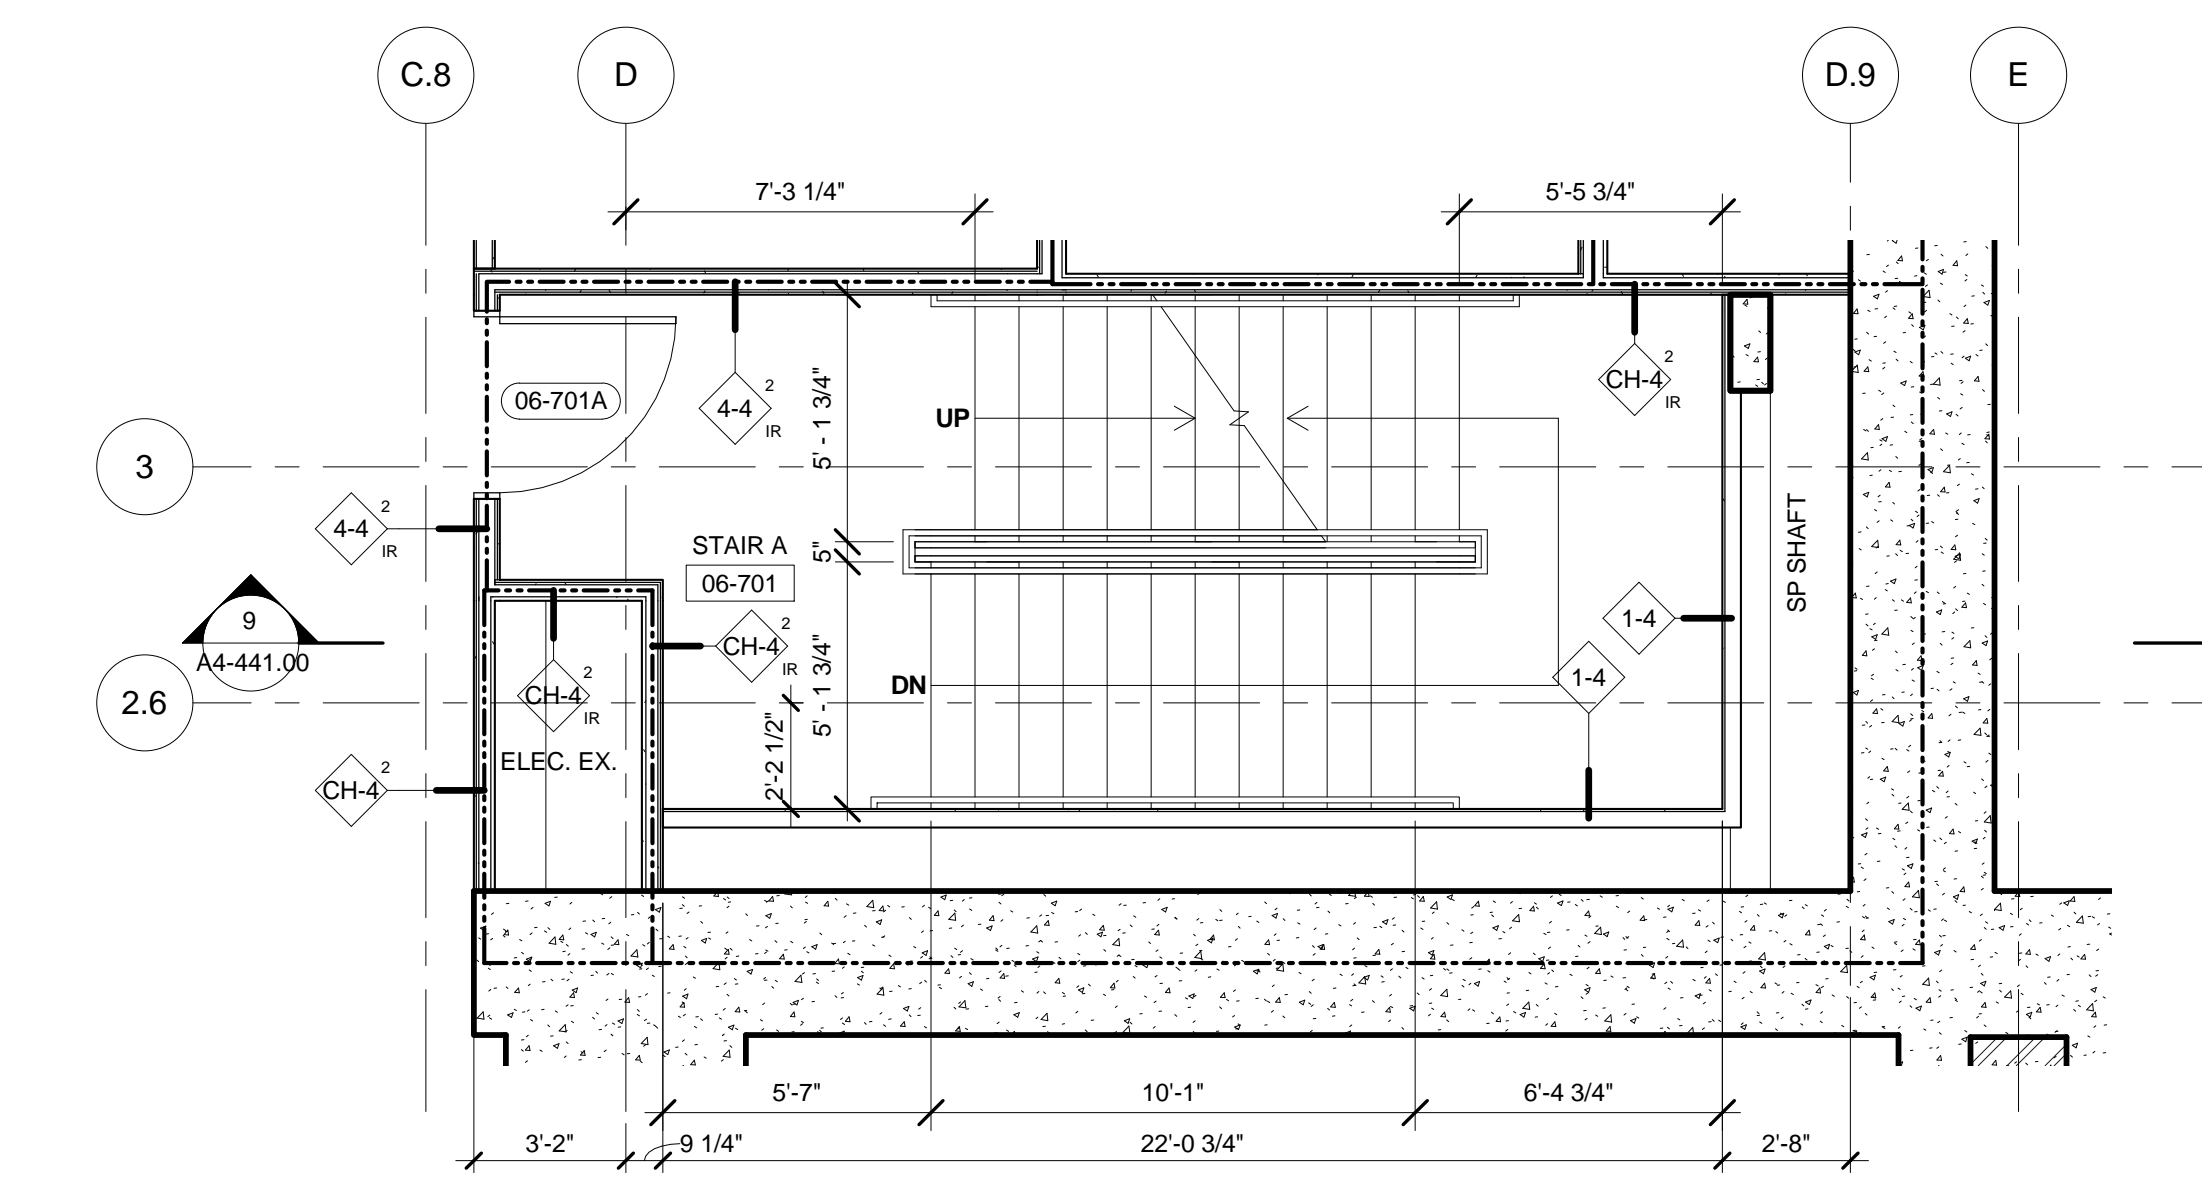 C.8
D
D.9
E
7'-3 1/4"
5'-5 3/4"
06-701A
4-4
2
IR
CH-4
2
IR
UP
5' - 1 3/4"
3
4-4
2
IR
STAIR A
06-701
5"
SP SHAFT
9
A4-441.00
CH-4
2
IR
1-4
1-4
5' - 1 3/4"
2.6
CH-4
2
IR
DN
2'-2 1/2"
ELEC. EX.
CH-4
2
5'-7"
10'-1"
6'-4 3/4"
3'-2"
9 1/4"
22'-0 3/4"
2'-8"